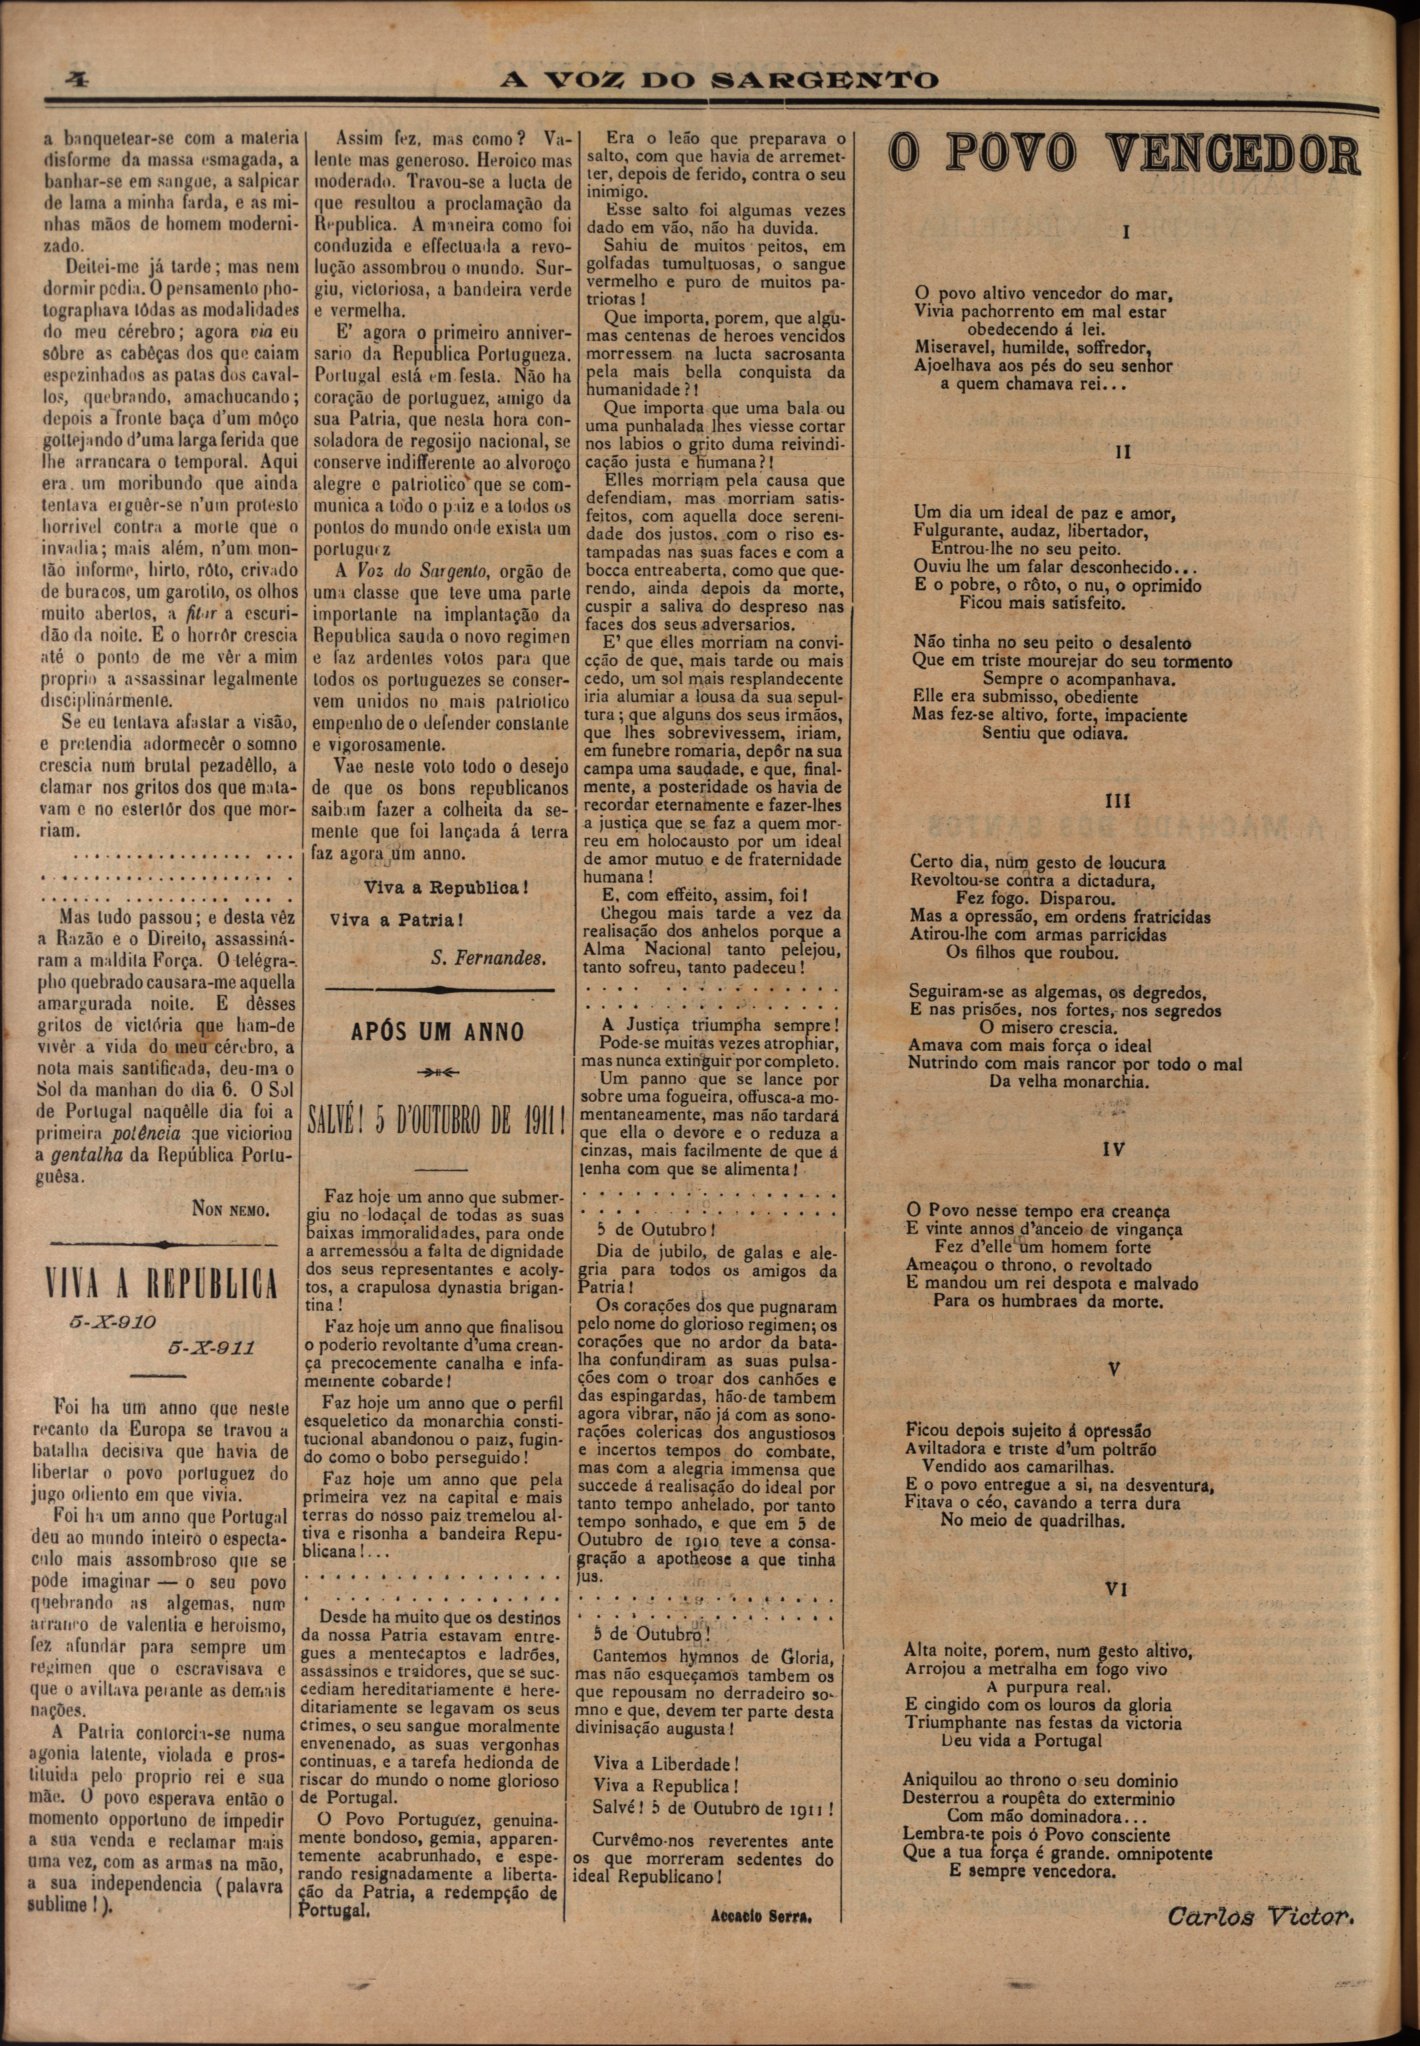 4
A VOZ DO SARGENTO
a banquetear-se com a materia
disforme da massa esmagada, a
banhar-se em sangue, a salpicar
de lama a minha farda, e as mi-
nhas mãos de homem moderni-
zado.
Deitei-me já tarde; mas nem
dormir podia. O pensamento pho-
tographava tôdas as modalidades
do meu cérebro; agora via eu
sôbre as cabêças dos que caiam
espezinhados as patas dos caval-
los, quebrando, amachucando;
depois a fronte baça d'um môço
gottejando d'uma larga ferida que
lhe arrancara o temporal. Aqui
era um moribundo que ainda
tentava erguêr-se n'um protesto
horrivel contra a morte que o
invadia; mais além, n'um mon-
tão informe, hirto, rôto, crivado
de buracos, um garotito, os olhos
muito abertos, a fitar a escuri-
dão da noite. E o horrôr crescia
até o ponto de me vêr a mim
proprio a assassinar legalmente
disciplinármente.
Se eu tentava afastar a visão,
e pretendia adormecêr o somno
crescia num brutal pezadêllo, a
clamar nos gritos dos que mata-
vam e no estertôr dos que mor-
riam.
. . . . . . . . . . . . . . . . . . .
. . . . . . . . . . . . . . . . . . .
. . . . . . . . . . . . . . . . . . .
Mas tudo passou; e desta vêz
a Razão e o Direito, assassiná-
ram a maldita Força. O telégra-
pho quebrado causara-me aquella
amargurada noite. E dêsses
gritos de victória que ham-de
vivêr a vida do meu cérebro, a
nota mais santificada, deu-ma o
Sol da manhan do dia 6. O Sol
de Portugal naquêlle dia foi a
primeira potência que vicioriou
a gentalha da República Portu-
guêsa.
NON NEMO.
VIVA A REPUBLICA
5-X-910
5-X-911
Foi ha um anno que neste
recanto da Europa se travou a
batalha decisiva que havia de
libertar o povo portuguez do
jugo odiento em que vivia.
Foi ha um anno que Portugal
deu ao mundo inteiro o especta-
culo mais assombroso que se
póde imaginar — o seu povo
quebrando as algemas, num
arranco de valentia e heroismo,
fez afundar para sempre um
regimen que o escravisava e
que o aviltava perante as demais
nações.
A Patria contorcia-se numa
agonia latente, violada e pros-
tituida pelo proprio rei e sua
mãe. O povo esperava então o
momento opportuno de impedir
a sua venda e reclamar mais
uma vez, com as armas na mão,
a sua independencia (palavra
sublime!).
Assim fez, mas como? Va-
lente mas generoso. Heroico mas
moderado. Travou-se a lucta de
que resultou a proclamação da
Republica. A maneira como foi
conduzida e effectuada a revo-
lução assombrou o mundo. Sur-
giu, victoriosa, a bandeira verde
e vermelha.
E' agora o primeiro anniver-
sario da Republica Portugueza.
Portugal está em festa. Não ha
coração de portuguez, amigo da
sua Patria, que nesta hora con-
soladora de regosijo nacional, se
conserve indifferente ao alvoroço
alegre e patriotico que se com-
munica a todo o paiz e a todos os
pontos do mundo onde exista um
portuguez
A Voz do Sargento, orgão de
uma classe que teve uma parte
importante na implantação da
Republica sauda o novo regimen
e faz ardentes votos para que
todos os portuguezes se conser-
vem unidos no mais patriotico
empenho de o defender constante
e vigorosamente.
Vae neste voto todo o desejo
de que os bons republicanos
saibam fazer a colheita da se-
mente que foi lançada á terra
faz agora um anno.
Viva a Republica!
Viva a Patria!
S. Fernandes.
APÓS UM ANNO
SALVÉ! 5 D'OUTUBRO DE 1911!
Faz hoje um anno que submer-
giu no lodaçal de todas as suas
baixas immoralidades, para onde
a arremessou a falta de dignidade
dos seus representantes e acoly-
tos, a crapulosa dynastia brigan-
tina!
Faz hoje um anno que finalisou
o poderio revoltante d'uma crean-
ça precocemente canalha e infa-
memente cobarde!
Faz hoje um anno que o perfil
esqueletico da monarchia consti-
tucional abandonou o paiz, fugin-
do como o bobo perseguido!
Faz hoje um anno que pela
primeira vez na capital e mais
terras do nosso paiz tremelou al-
tiva e risonha a bandeira Repu-
blicana!...
. . . . . . . . . . . . . . . . .
. . . . . . . . . . . . . . . . .
Desde ha muito que os destinos
da nossa Patria estavam entre-
gues a mentecaptos e ladrões,
assassinos e traidores, que se suc-
cediam hereditariamente e here-
ditariamente se legavam os seus
crimes, o seu sangue moralmente
envenenado, as suas vergonhas
continuas, e a tarefa hedionda de
riscar do mundo o nome glorioso
de Portugal.
O Povo Portuguez, genuina-
mente bondoso, gemia, apparen-
temente acabrunhado, e espe-
rando resignadamente a liberta-
ção da Patria, a redempção de
Portugal.
Era o leão que preparava o
salto, com que havia de arremet-
ter, depois de ferido, contra o seu
inimigo.
Esse salto foi algumas vezes
dado em vão, não ha duvida.
Sahiu de muitos peitos, em
golfadas tumultuosas, o sangue
vermelho e puro de muitos pa-
triotas!
Que importa, porem, que algu-
mas centenas de heroes vencidos
morressem na lucta sacrosanta
pela mais bella conquista da
humanidade?!
Que importa que uma bala ou
uma punhalada lhes viesse cortar
nos labios o grito duma reivindi-
cação justa e humana?!
Elles morriam pela causa que
defendiam, mas morriam satis-
feitos, com aquella doce sereni-
dade dos justos, com o riso es-
tampadas nas suas faces e com a
bocca entreaberta, como que que-
rendo, ainda depois da morte,
cuspir a saliva do despreso nas
faces dos seus adversarios.
E' que elles morriam na convi-
cção de que, mais tarde ou mais
cedo, um sol mais resplandecente
iria alumiar a lousa da sua sepul-
tura; que alguns dos seus irmãos,
que lhes sobrevivessem, iriam,
em funebre romaria, depôr na sua
campa uma saudade, e que, final-
mente, a posteridade os havia de
recordar eternamente e fazer-lhes
a justiça que se faz a quem mor-
reu em holocausto por um ideal
de amor mutuo e de fraternidade
humana!
E, com effeito, assim, foi!
Chegou mais tarde a vez da
realisação dos anhelos porque a
Alma Nacional tanto pelejou,
tanto sofreu, tanto padeceu!
. . . . . . . . . . . . . . . . .
. . . . . . . . . . . . . . . . .
A Justiça triumpha sempre!
Pode-se muitas vezes atrophiar,
mas nunca extinguir por completo.
Um panno que se lance por
sobre uma fogueira, offusca-a mo-
mentaneamente, mas não tardará
que ella o devore e o reduza a
cinzas, mais facilmente de que á
lenha com que se alimenta!
. . . . . . . . . . . . . . . . .
. . . . . . . . . . . . . . . . .
5 de Outubro!
Dia de jubilo, de galas e ale-
gria para todos os amigos da
Patria!
Os corações dos que pugnaram
pelo nome do glorioso regimen; os
corações que no ardor da bata-
lha confundiram as suas pulsa-
ções com o troar dos canhões e
das espingardas, hão-de tambem
agora vibrar, não já com as sono-
rações colericas dos angustiosos
e incertos tempos do combate,
mas com a alegria immensa que
succede á realisação do ideal por
tanto tempo anhelado, por tanto
tempo sonhado, e que em 5 de
Outubro de 1910 teve a consa-
gração a apotheose a que tinha
jus.
. . . . . . . . . . . . . . . . .
. . . . . . . . . . . . . . . . .
5 de Outubro!
Cantemos hymnos de Gloria,
mas não esqueçamos tambem os
que repousam no derradeiro so-
mno e que, devem ter parte desta
divinisação augusta!
Viva a Liberdade!
Viva a Republica!
Salvé! 5 de Outubro de 1911!
Curvêmo-nos reverentes ante
os que morreram sedentes do
ideal Republicano!
Accacio Serra.
O POVO VENCEDOR
I
O povo altivo vencedor do mar,
Vivia pachorrento em mal estar
obedecendo á lei.
Miseravel, humilde, soffredor,
Ajoelhava aos pés do seu senhor
a quem chamava rei...
II
Um dia um ideal de paz e amor,
Fulgurante, audaz, libertador,
Entrou-lhe no seu peito.
Ouviu lhe um falar desconhecido...
E o pobre, o rôto, o nu, o oprimido
Ficou mais satisfeito.
Não tinha no seu peito o desalento
Que em triste mourejar do seu tormento
Sempre o acompanhava.
Elle era submisso, obediente
Mas fez-se altivo, forte, impaciente
Sentiu que odiava.
III
Certo dia, num gesto de loucura
Revoltou-se contra a dictadura,
Fez fogo. Disparou.
Mas a opressão, em ordens fratricidas
Atirou-lhe com armas parricidas
Os filhos que roubou.
Seguiram-se as algemas, os degredos,
E nas prisões, nos fortes, nos segredos
O misero crescia.
Amava com mais força o ideal
Nutrindo com mais rancor por todo o mal
Da velha monarchia.
IV
O Povo nesse tempo era creança
E vinte annos d'anceio de vingança
Fez d'elle um homem forte
Ameaçou o throno, o revoltado
E mandou um rei despota e malvado
Para os humbraes da morte.
V
Ficou depois sujeito á opressão
Aviltadora e triste d'um poltrão
Vendido aos camarilhas.
E o povo entregue a si, na desventura,
Fitava o céo, cavando a terra dura
No meio de quadrilhas.
VI
Alta noite, porem, num gesto altivo,
Arrojou a metralha em fogo vivo
A purpura real.
E cingido com os louros da gloria
Triumphante nas festas da victoria
Deu vida a Portugal
Aniquilou ao throno o seu dominio
Desterrou a roupêta do exterminio
Com mão dominadora...
Lembra-te pois ó Povo consciente
Que a tua força é grande. omnipotente
E sempre vencedora.
Carlos Victor.